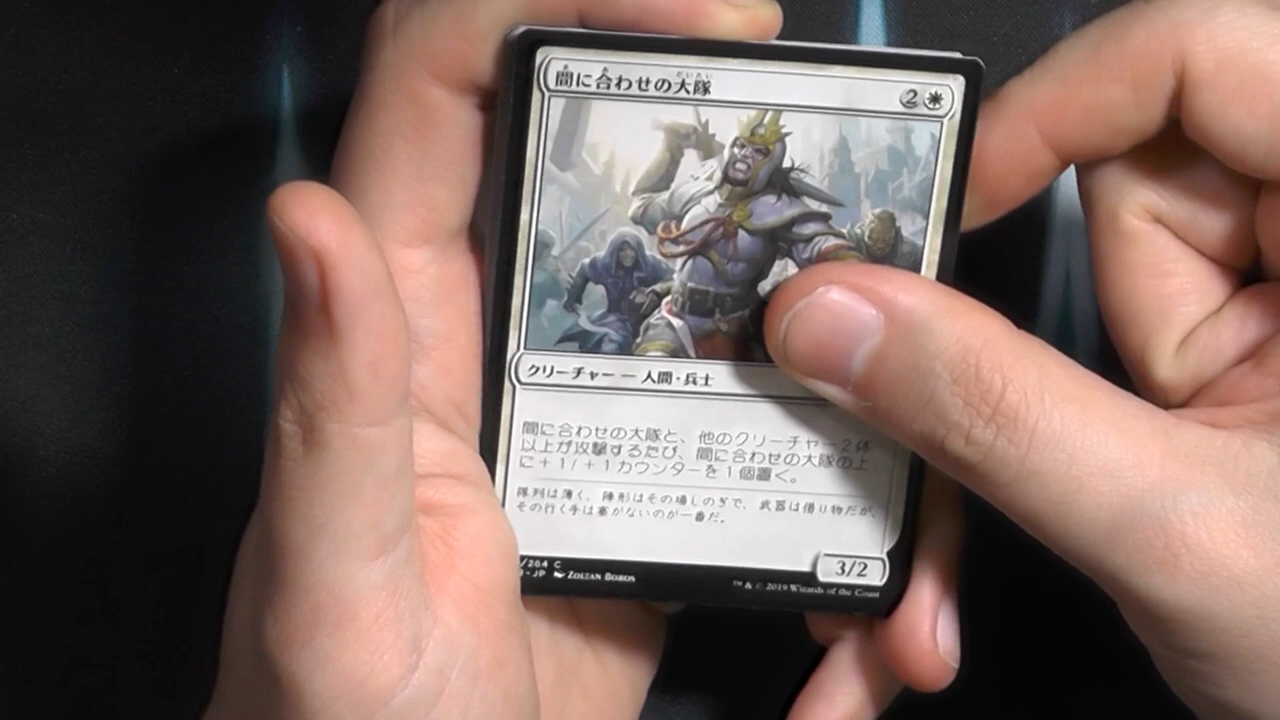 間に合わせの大隊
2
クリーチャー — 人間・兵士
間に合わせの大隊と、他のクリーチャー2体
以上が攻撃するたび、間に合わせの大隊の上
に+1/+1カウンターを1個置く。
隊列は薄く、陣形はその場しのぎで、武器は借り物だが、
その行く手は塞がないのが一番だ。
3/2
/264 C
-JP Zoltan Boros
™ & © 2019 Wizards of the Coast